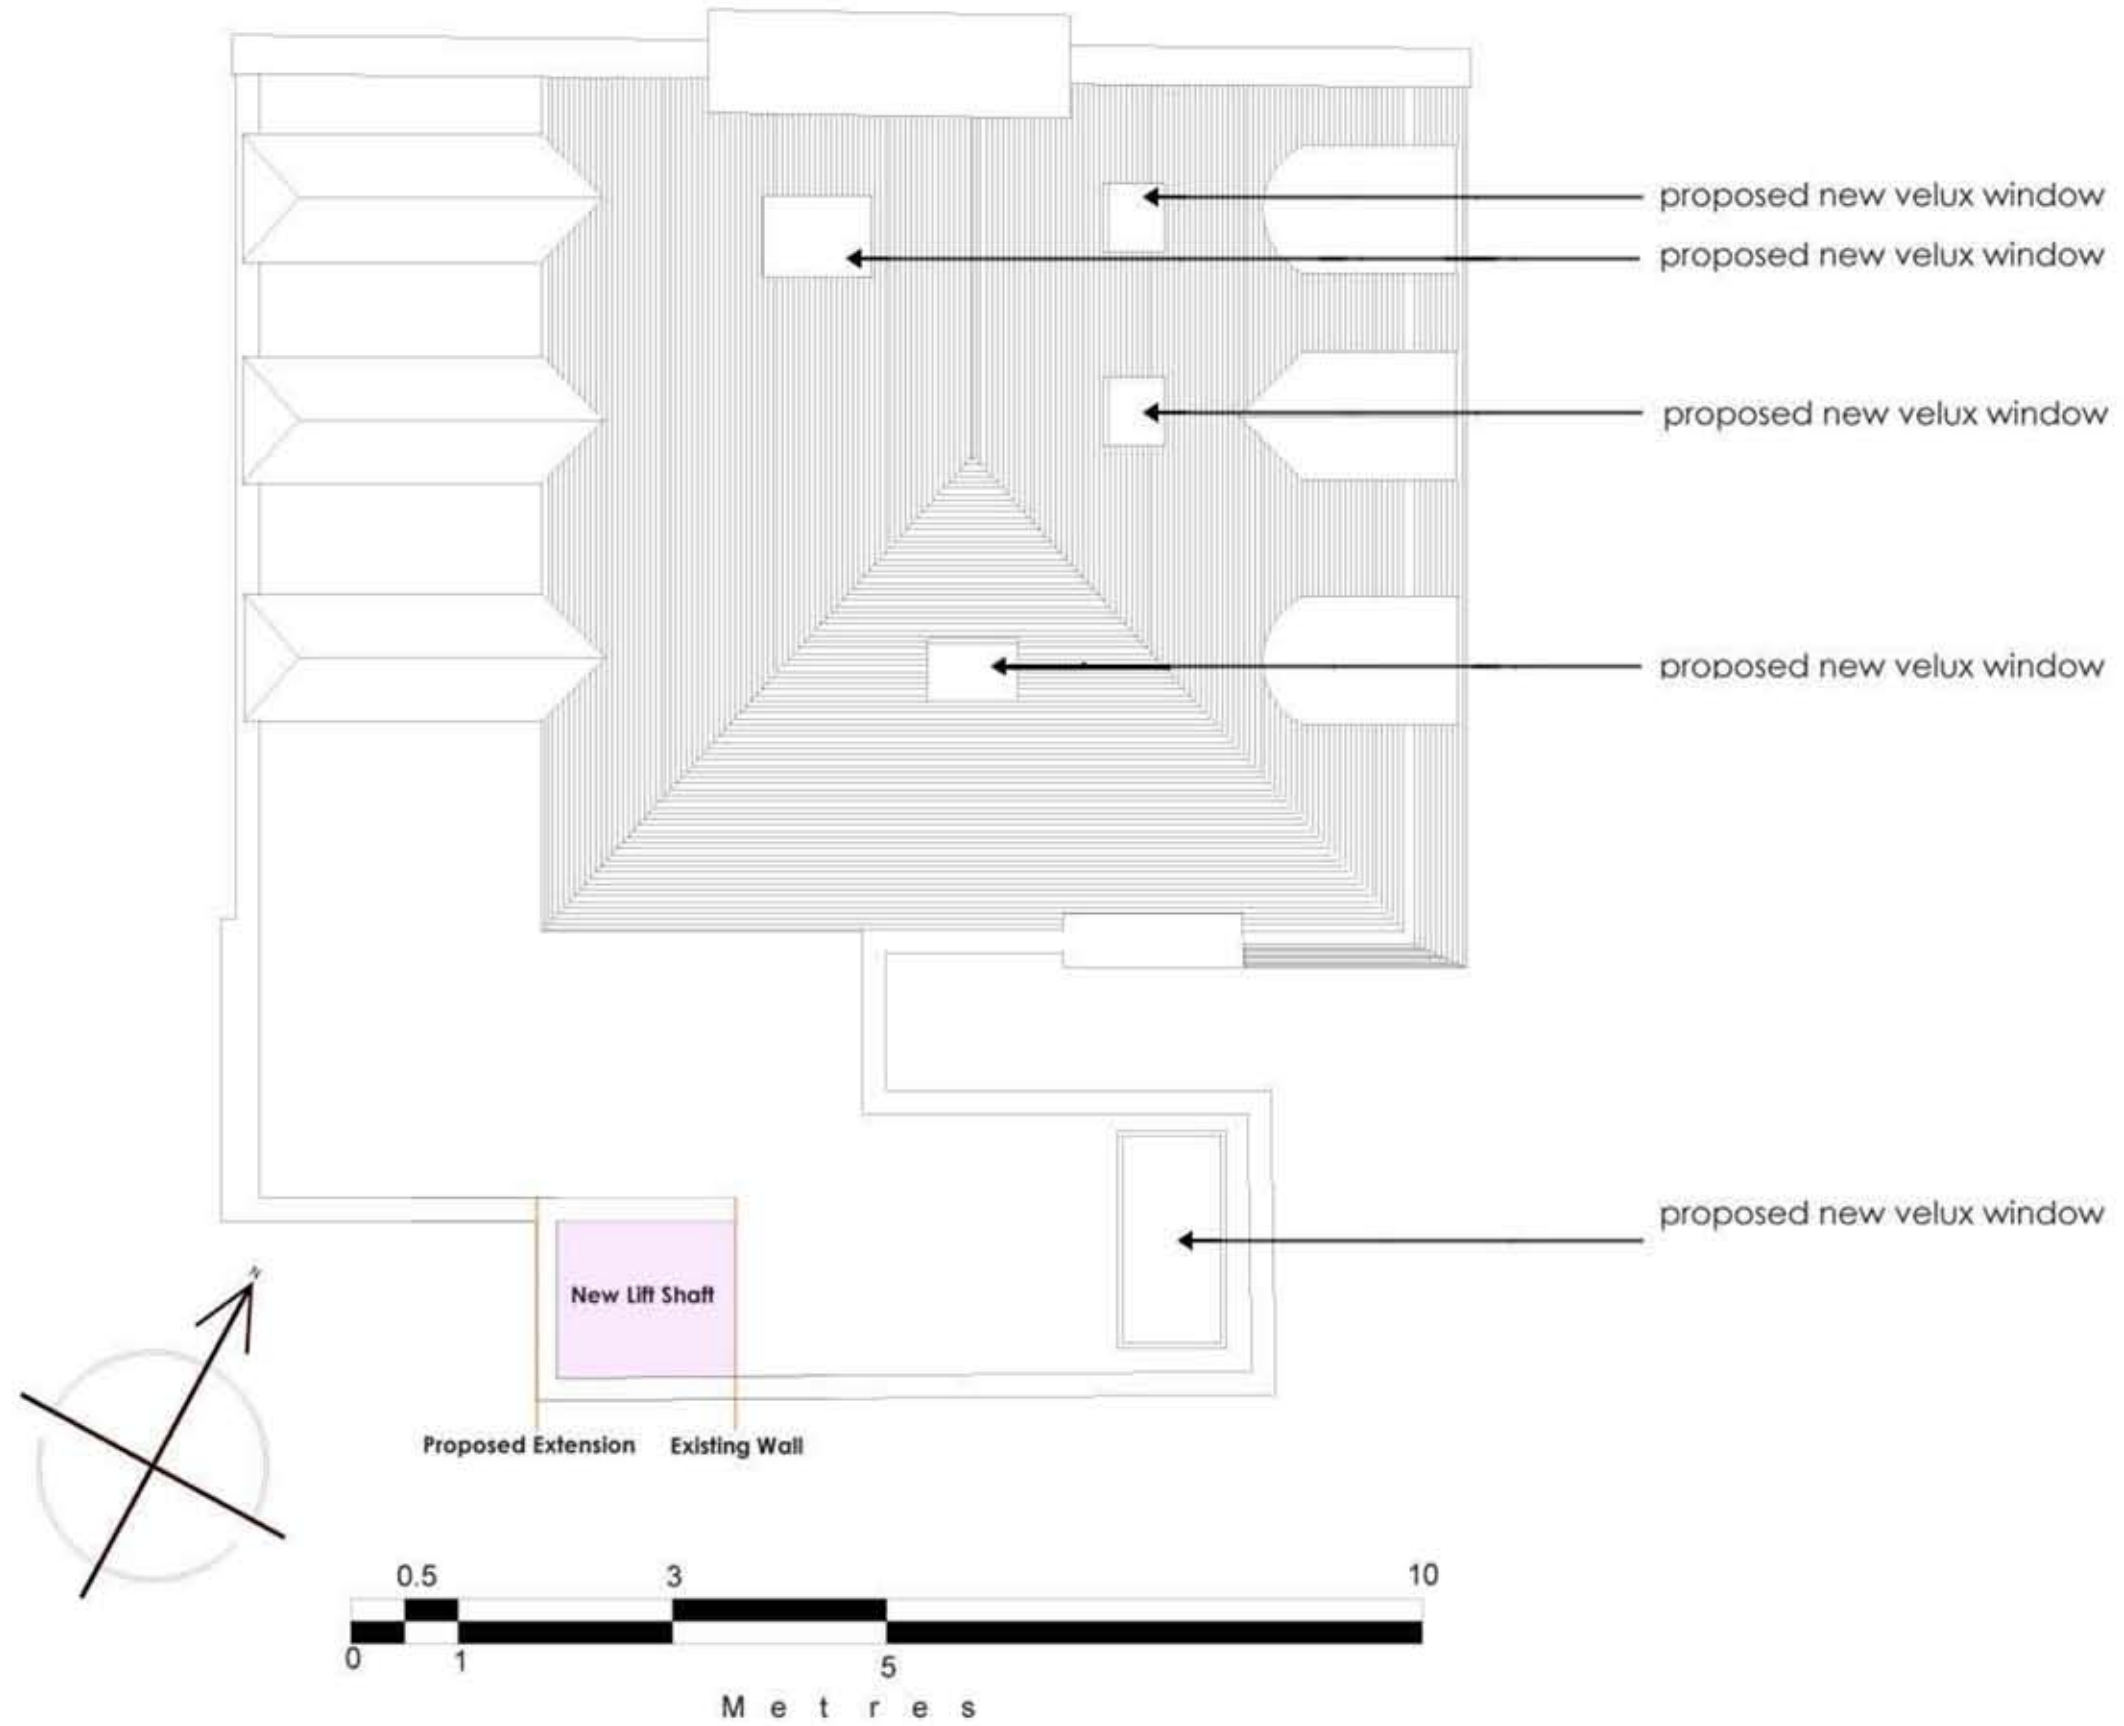 proposed new velux window
proposed new velux window
proposed new velux window
proposed new velux window
proposed new velux window
New Lift Shaft
N
Proposed Extension Existing Wall
0.5 3 10
0 1 5
Metres